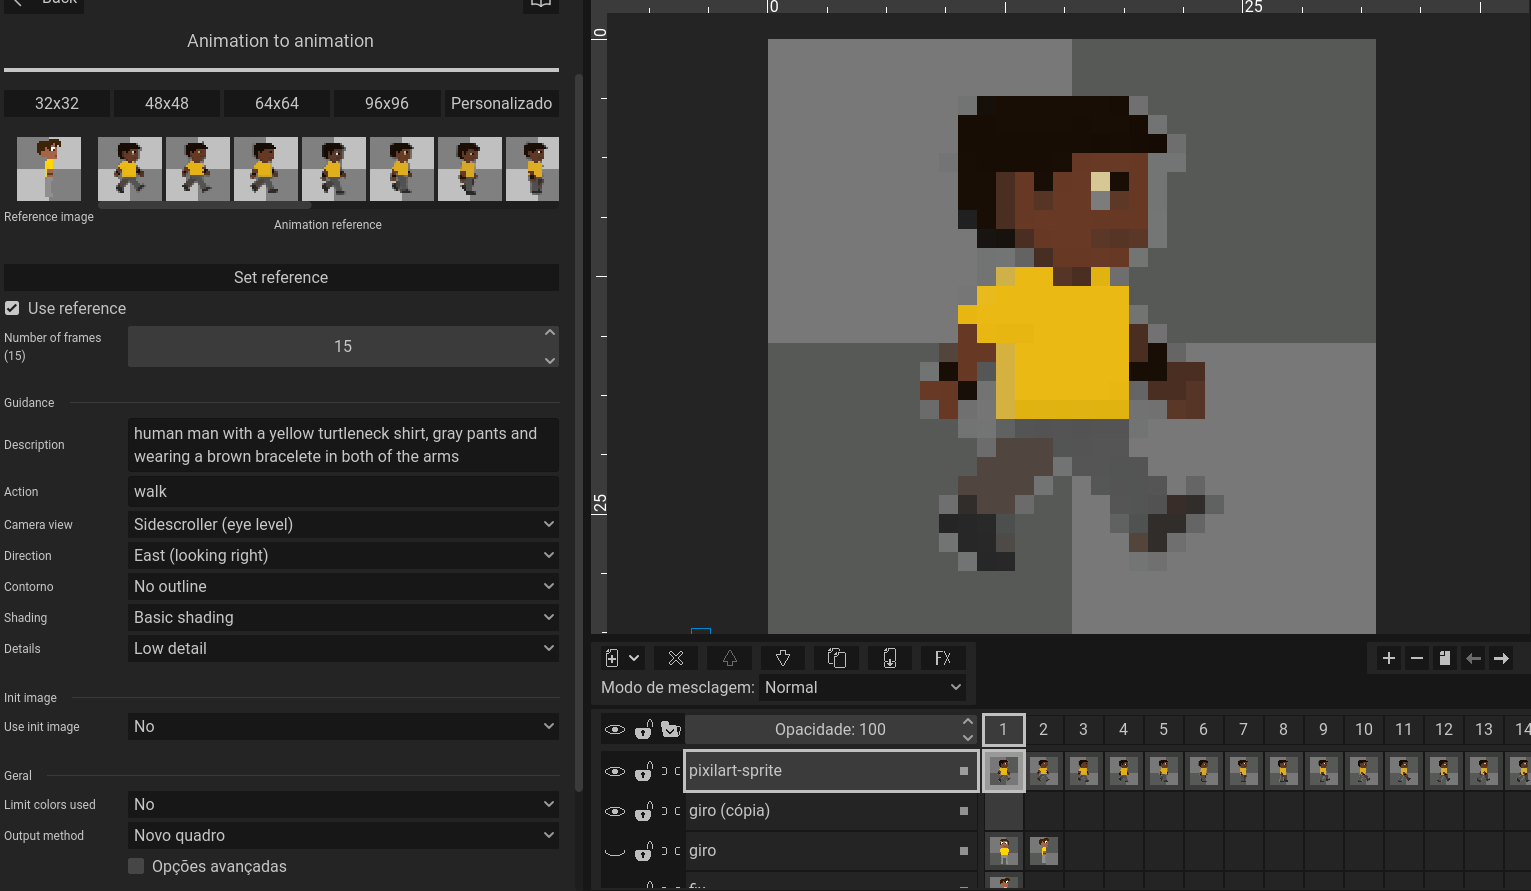 Back
Animation to animation
32x32 48x48 64x64 96x96 Personalizado
Reference image
Animation reference
Set reference
Use reference
Number of frames
(15)
15
Guidance
Description
human man with a yellow turtleneck shirt, gray pants and
wearing a brown bracelete in both of the arms
Action
walk
Camera view
Sidescroller (eye level)
Direction
East (looking right)
Contorno
No outline
Shading
Basic shading
Details
Low detail
Init image
Use init image
No
Geral
Limit colors used
No
Output method
Novo quadro
Opções avançadas
0
25
0
25
FX
Modo de mesclagem: Normal
Opacidade: 100
1 2 3 4 5 6 7 8 9 10 11 12 13 14
pixilart-sprite
giro (cópia)
giro